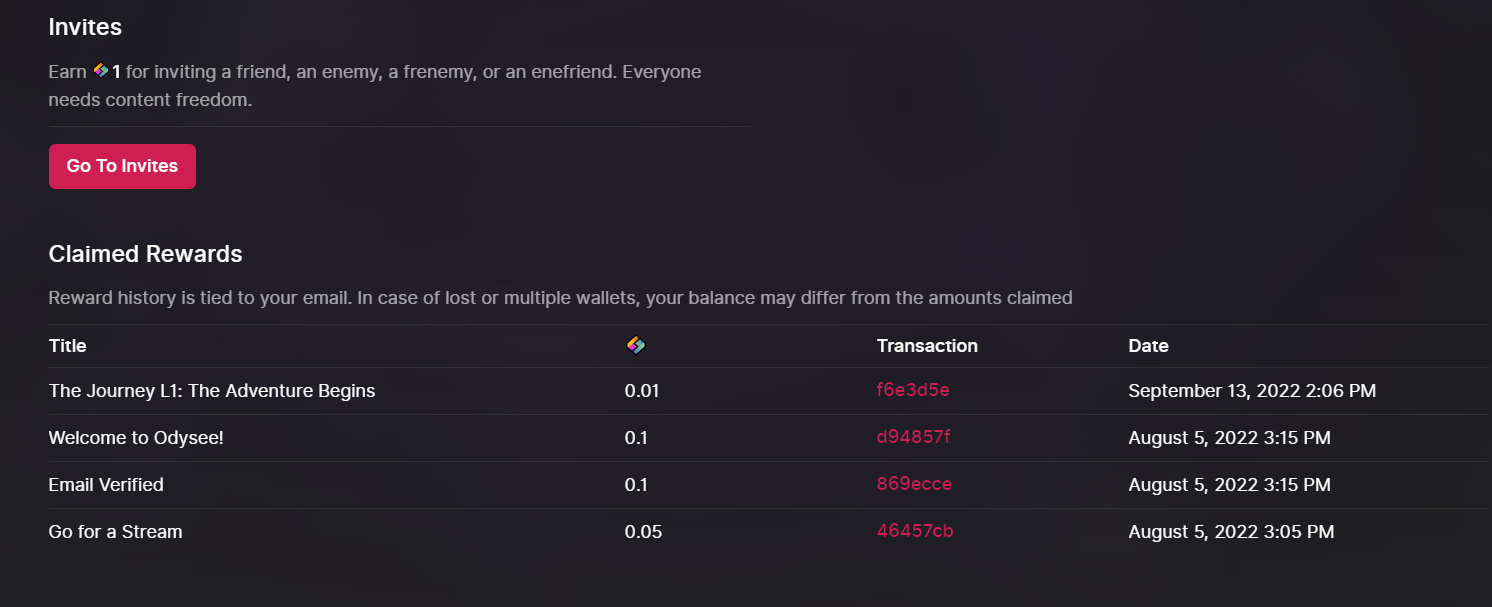 Invites
Earn 1 for inviting a friend, an enemy, a frenemy, or an enefriend. Everyone
needs content freedom.
Go To Invites
Claimed Rewards
Reward history is tied to your email. In case of lost or multiple wallets, your balance may differ from the amounts claimed
Title Transaction Date
The Journey L1: The Adventure Begins 0.01 f6e3d5e September 13, 2022 2:06 PM
Welcome to Odysee! 0.1 d94857f August 5, 2022 3:15 PM
Email Verified 0.1 869ecce August 5, 2022 3:15 PM
Go for a Stream 0.05 46457cb August 5, 2022 3:05 PM